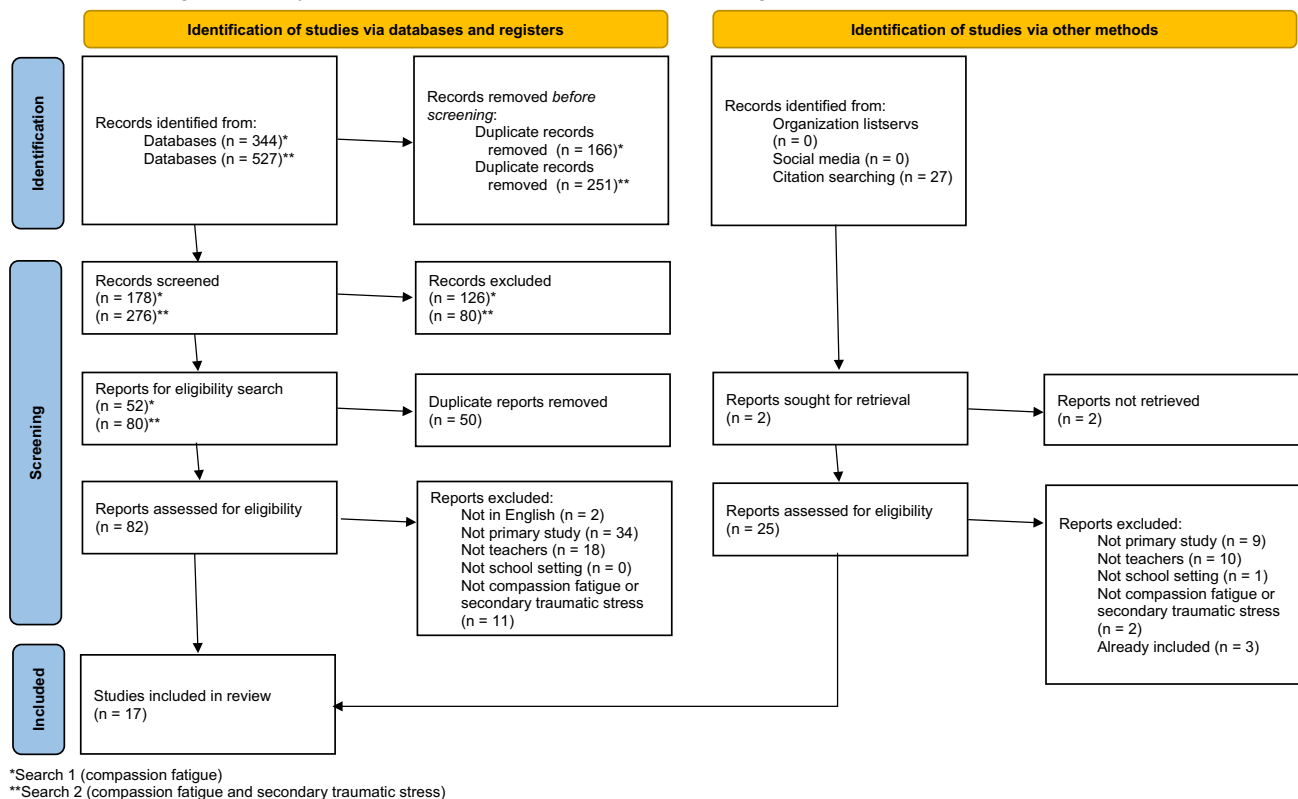 Identification of studies via databases and registers
Identification of studies via other methods
Identification
Records identified from:
Databases (n = 344)*
Databases (n = 527)**
Records removed before
screening:
Duplicate records
removed (n = 166)*
Duplicate records
removed (n = 251)**
Records identified from:
Organization listservs
(n = 0)
Social media (n = 0)
Citation searching (n = 27)
Screening
Records screened
(n = 178)*
(n = 276)**
Records excluded
(n = 126)*
(n = 80)**
Reports for eligibility search
(n = 52)*
(n = 80)**
Duplicate reports removed
(n = 50)
Reports sought for retrieval
(n = 2)
Reports not retrieved
(n = 2)
Reports assessed for eligibility
(n = 82)
Reports excluded:
Not in English (n = 2)
Not primary study (n = 34)
Not teachers (n = 18)
Not school setting (n = 0)
Not compassion fatigue or
secondary traumatic stress
(n = 11)
Reports assessed for eligibility
(n = 25)
Reports excluded:
Not primary study (n = 9)
Not teachers (n = 10)
Not school setting (n = 1)
Not compassion fatigue or
secondary traumatic stress
(n = 2)
Already included (n = 3)
Included
Studies included in review
(n = 17)
*Search 1 (compassion fatigue)
**Search 2 (compassion fatigue and secondary traumatic stress)